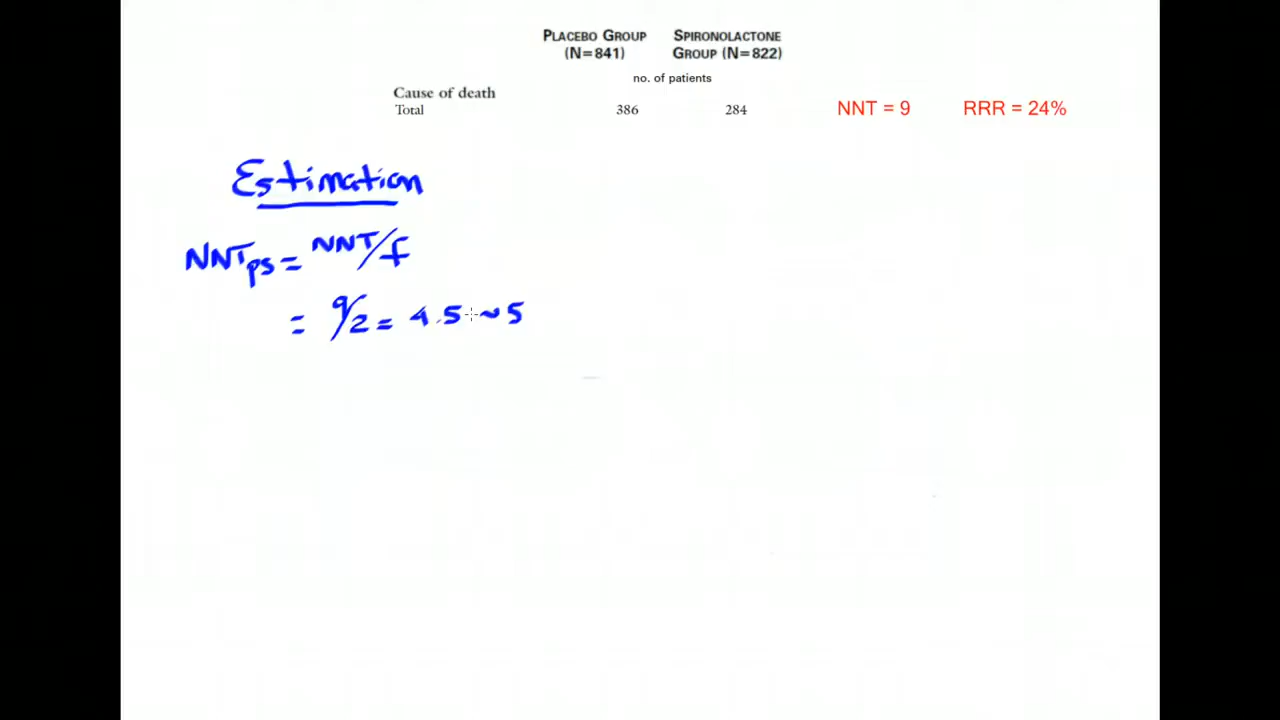 PLACEBO GROUP SPIRONOLACTONE
(N=841) GROUP (N=822)
no. of patients
Cause of death
Total 386 284 NNT = 9 RRR = 24%
Estimation
NNTps = NNT/f
= 9/2 = 4.5 ~ 5